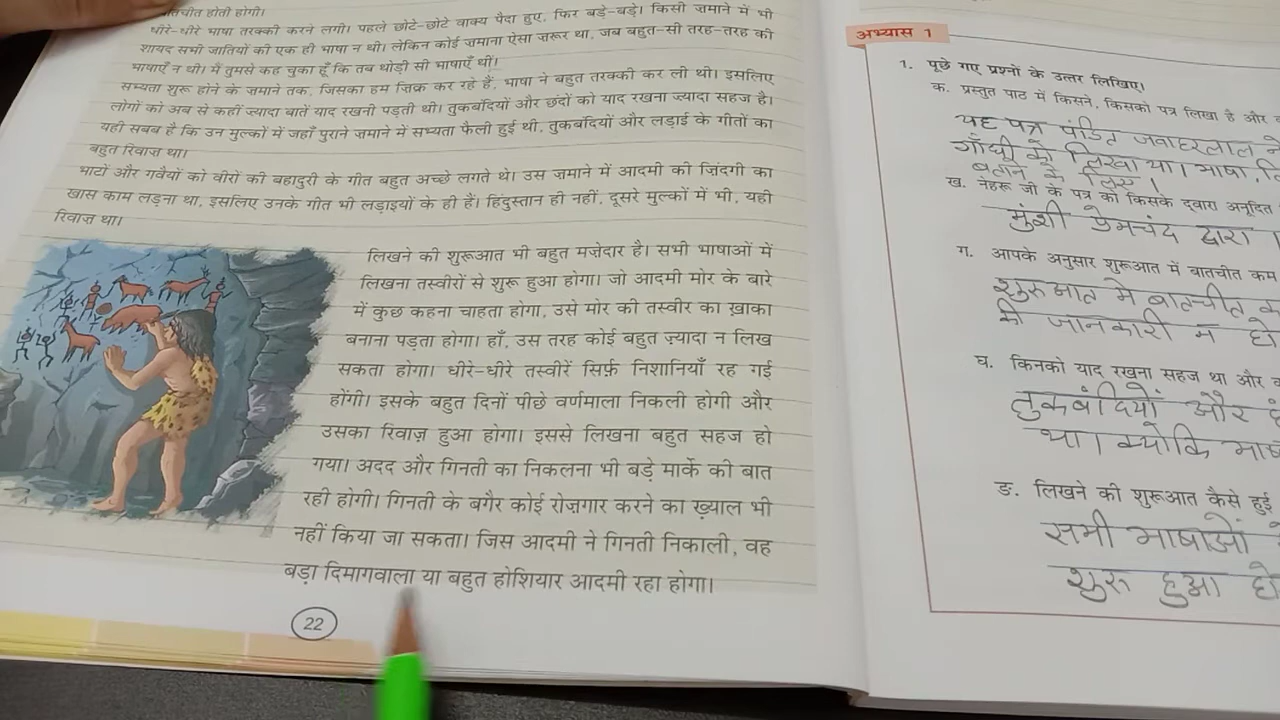 बातचीत होती होगी।
धीरे-धीरे भाषा तरक्की करने लगी। पहले छोटे-छोटे वाक्य पैदा हुए, फिर बड़े-बड़े। किसी ज़माने में भी
शायद सभी जातियों की एक ही भाषा न थी। लेकिन कोई ज़माना ऐसा ज़रूर था, जब बहुत-सी तरह-तरह की
भाषाएँ न थीं। मैं तुमसे कह चुका हूँ कि तब थोड़ी सी भाषाएँ थीं।
सभ्यता शुरू होने के ज़माने तक, जिसका हम ज़िक्र कर रहे हैं, भाषा ने बहुत तरक्की कर ली थी। इसलिए
लोगों को अब से कहीं ज्यादा बातें याद रखनी पड़ती थी। तुकबंदियों और छंदों को याद रखना ज्यादा सहज है।
यही सबब है कि उन मुल्कों में जहाँ पुराने ज़माने में सभ्यता फैली हुई थी, तुकबंदियों और लड़ाई के गीतों का
बहुत रिवाज़ था।
भाटों और गवैयों को वीरों की बहादुरी के गीत बहुत अच्छे लगते थे। उस ज़माने में आदमी की ज़िंदगी का
खास काम लड़ना था, इसलिए उनके गीत भी लड़ाइयों के ही हैं। हिंदुस्तान ही नहीं, दूसरे मुल्कों में भी, यही
रिवाज़ था।
लिखने की शुरूआत भी बहुत मज़ेदार है। सभी भाषाओं में
लिखना तस्वीरों से शुरू हुआ होगा। जो आदमी मोर के बारे
में कुछ कहना चाहता होगा, उसे मोर की तस्वीर का ख़ाका
बनाना पड़ता होगा। हाँ, उस तरह कोई बहुत ज़्यादा न लिख
सकता होगा। धीरे-धीरे तस्वीरें सिर्फ़ निशानियाँ रह गई
होंगी। इसके बहुत दिनों पीछे वर्णमाला निकली होगी और
उसका रिवाज़ हुआ होगा। इससे लिखना बहुत सहज हो
गया। अदद और गिनती का निकलना भी बड़े मार्के की बात
रही होगी। गिनती के बगैर कोई रोज़गार करने का ख़्याल भी
नहीं किया जा सकता। जिस आदमी ने गिनती निकाली, वह
बड़ा दिमागवाला या बहुत होशियार आदमी रहा होगा।
22
अभ्यास 1
१. पूछे गए प्रश्नों के उत्तर लिखिए।
क. प्रस्तुत पाठ में किसने, किसको पत्र लिखा है और
यह पत्र पंडित जवाहरलाल ने
गाँधी को लिखा था। भाषा
बताने के लिए।
ख. नेहरू जी के पत्र को किसके द्वारा अनूदित
मुंशी प्रेमचंद द्वारा
ग. आपके अनुसार शुरूआत में बातचीत कम
शुरुआत में बातचीत क
की जानकारी न हो
घ. किनको याद रखना सहज था और
तुकबंदियों और
था। क्योंकि भाष
ङ. लिखने की शुरूआत कैसे हुई
सभी भाषाओं
शुरु हुआ हो